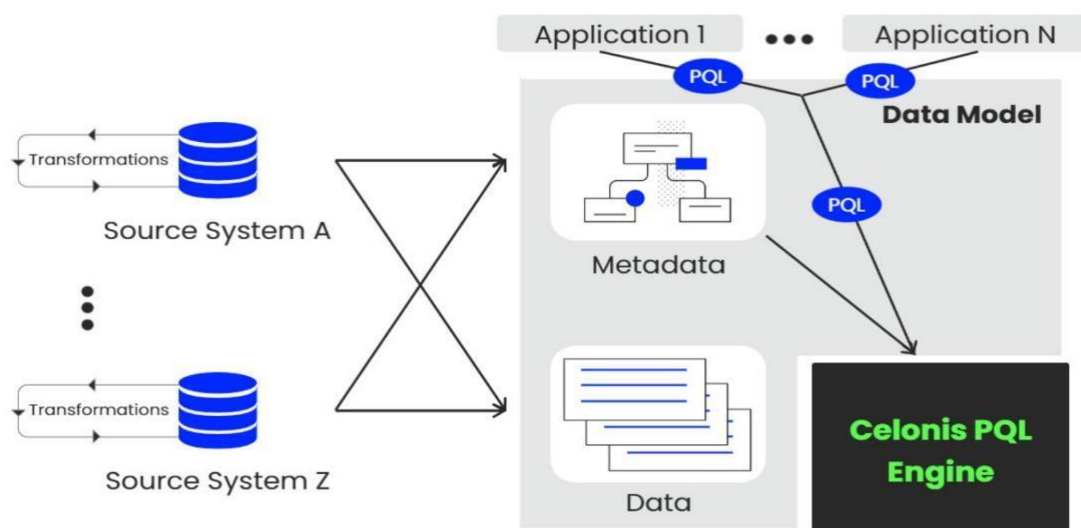 Application 1
Application N
PQL
PQL
Data Model
Transformations
Source System A
PQL
Metadata
Transformations
Source System Z
Celonis PQL
Engine
Data